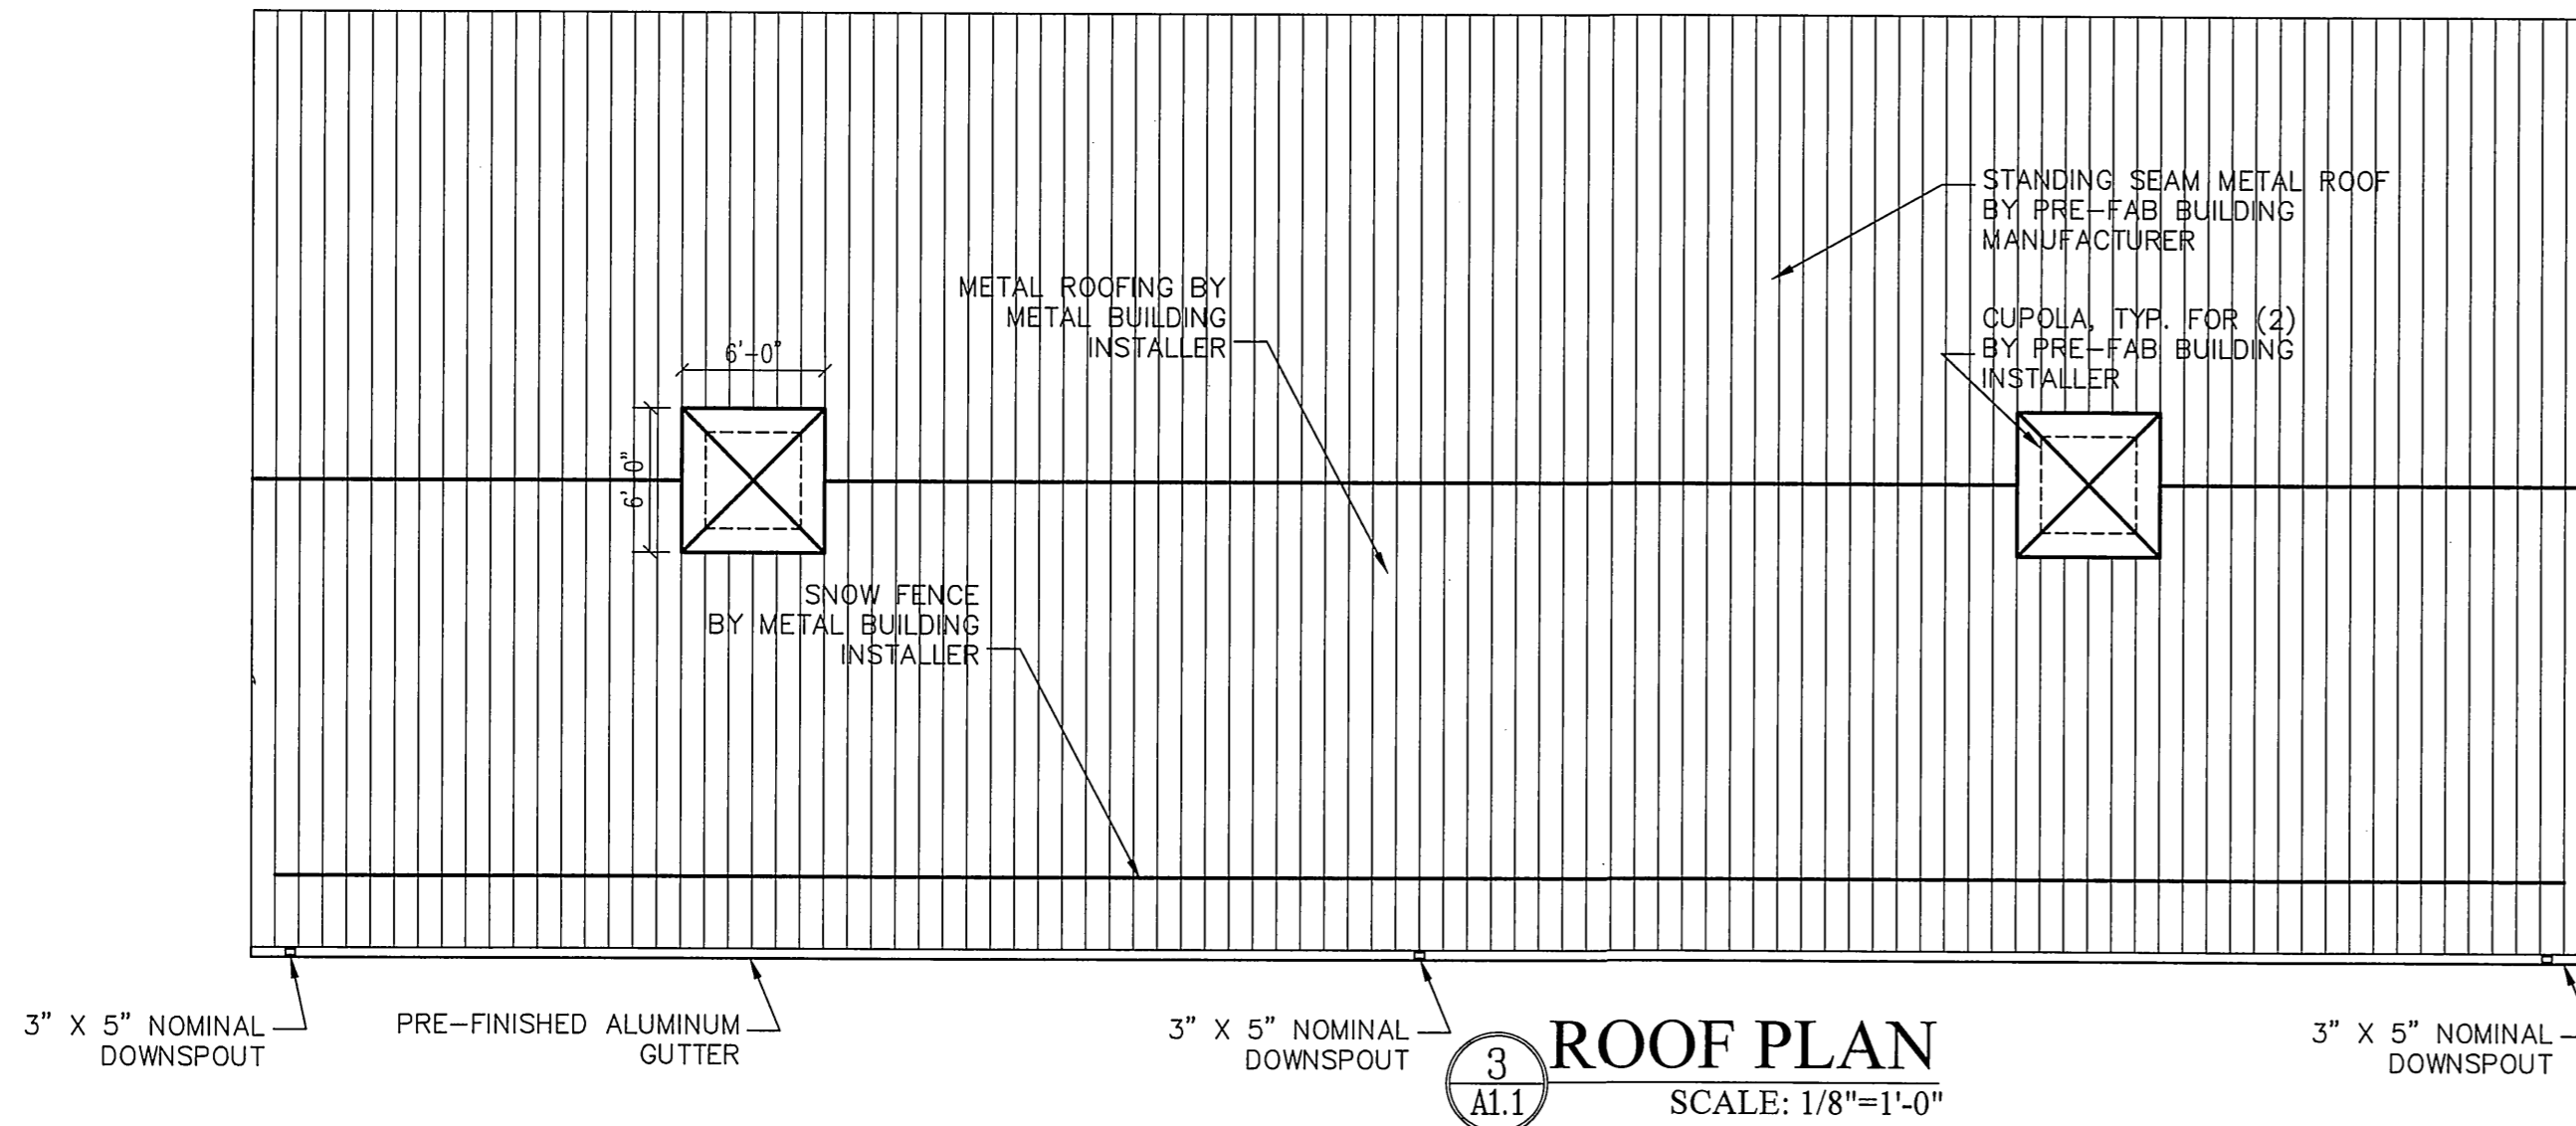 STANDING SEAM METAL ROOF
BY PRE-FAB BUILDING
MANUFACTURER
METAL ROOFING BY
METAL BUILDING
INSTALLER
CUPOLA, TYP. FOR (2)
BY PRE-FAB BUILDING
INSTALLER
6'-0"
6'-0"
SNOW FENCE
BY METAL BUILDING
INSTALLER
3" X 5" NOMINAL
DOWNSPOUT
PRE-FINISHED ALUMINUM
GUTTER
3" X 5" NOMINAL
DOWNSPOUT
3
A1.1
ROOF PLAN
SCALE: 1/8"=1'-0"
3" X 5" NOMINAL
DOWNSPOUT